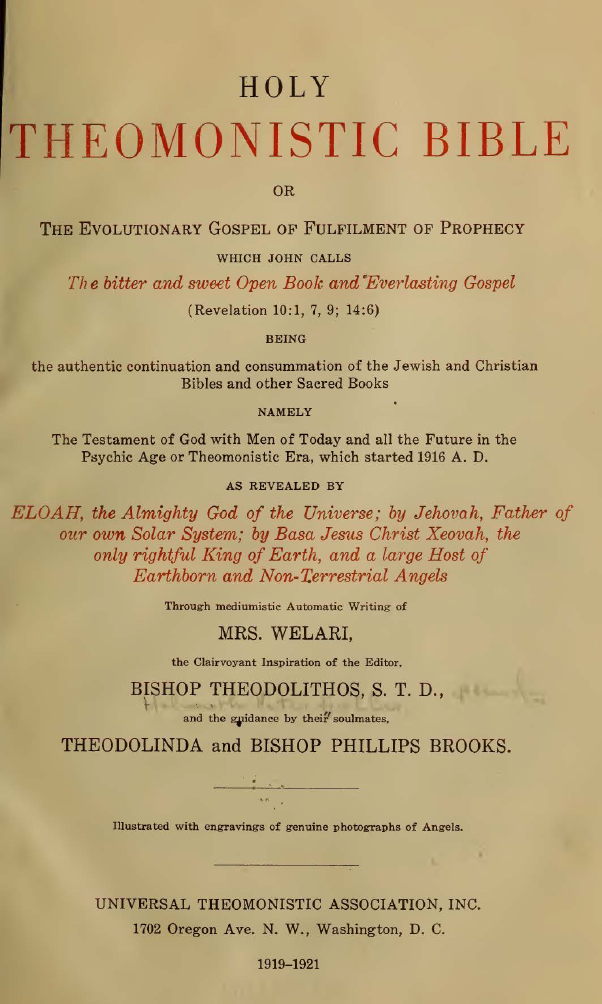 HOLY
THEOMONISTIC BIBLE
OR
THE EVOLUTIONARY GOSPEL OF FULFILMENT OF PROPHECY
WHICH JOHN CALLS
The bitter and sweet Open Book and Everlasting Gospel
(Revelation 10:1, 7, 9; 14:6)
BEING
the authentic continuation and consummation of the Jewish and Christian
Bibles and other Sacred Books
NAMELY
The Testament of God with Men of Today and all the Future in the
Psychic Age or Theomonistic Era, which started 1916 A. D.
AS REVEALED BY
ELOAH, the Almighty God of the Universe; by Jehovah, Father of
our own Solar System; by Basa Jesus Christ Xeovah, the
only rightful King of Earth, and a large Host of
Earthborn and Non-Terrestrial Angels
Through mediumistic Automatic Writing of
MRS. WELARI,
the Clairvoyant Inspiration of the Editor,
BISHOP THEODOLITHOS, S. T. D.,
and the guidance by their soulmates,
THEODOLINDA and BISHOP PHILLIPS BROOKS.
Illustrated with engravings of genuine photographs of Angels.
UNIVERSAL THEOMONISTIC ASSOCIATION, INC.
1702 Oregon Ave. N. W., Washington, D. C.
1919–1921